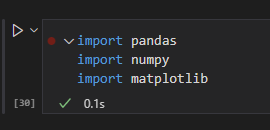 import pandas
import numpy
import matplotlib
[30]
0.1s